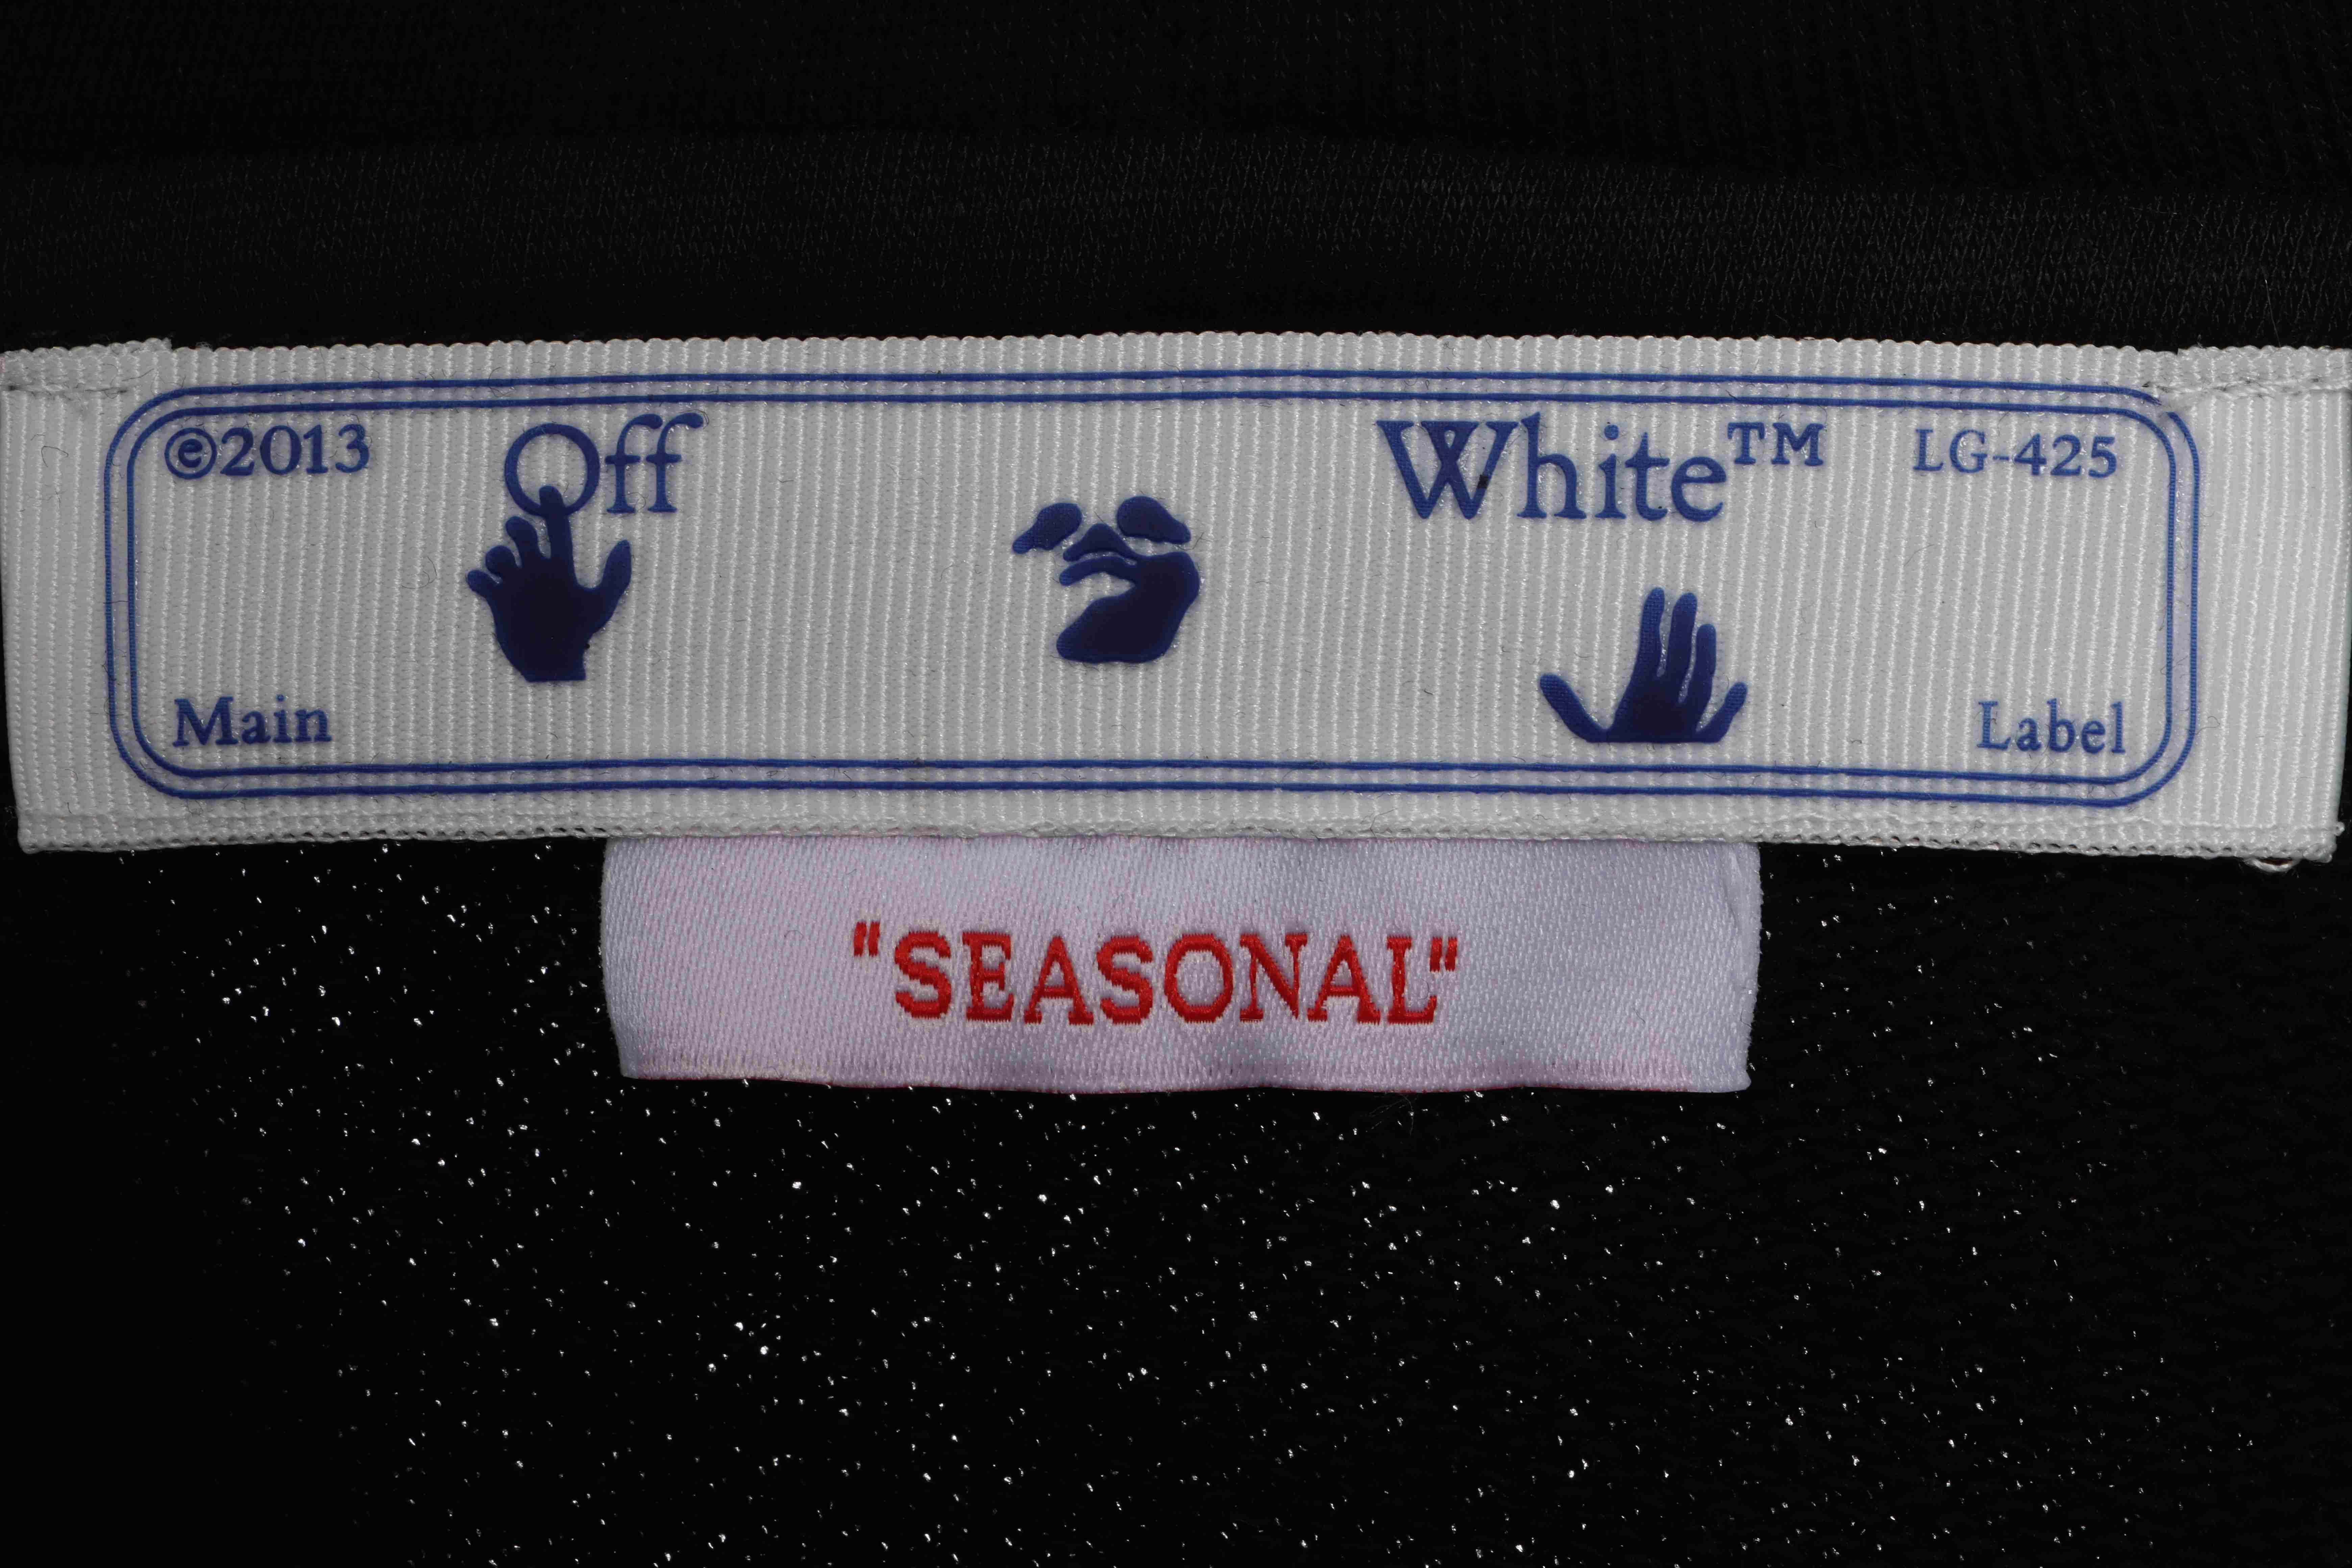 ©2013 Off White™ LG-425
Main Label
"SEASONAL"